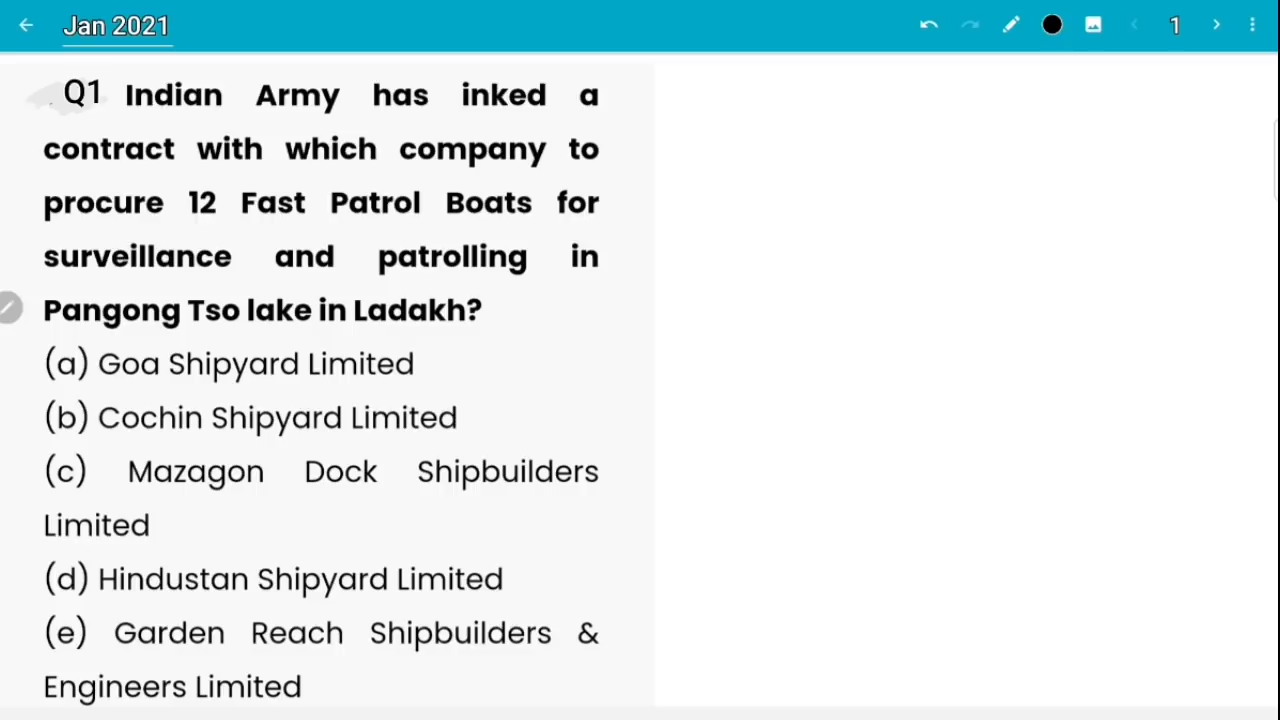 Jan 2021
1
Q1 Indian Army has inked a
contract with which company to
procure 12 Fast Patrol Boats for
surveillance and patrolling in
Pangong Tso lake in Ladakh?
(a) Goa Shipyard Limited
(b) Cochin Shipyard Limited
(c) Mazagon Dock Shipbuilders
Limited
(d) Hindustan Shipyard Limited
(e) Garden Reach Shipbuilders &
Engineers Limited